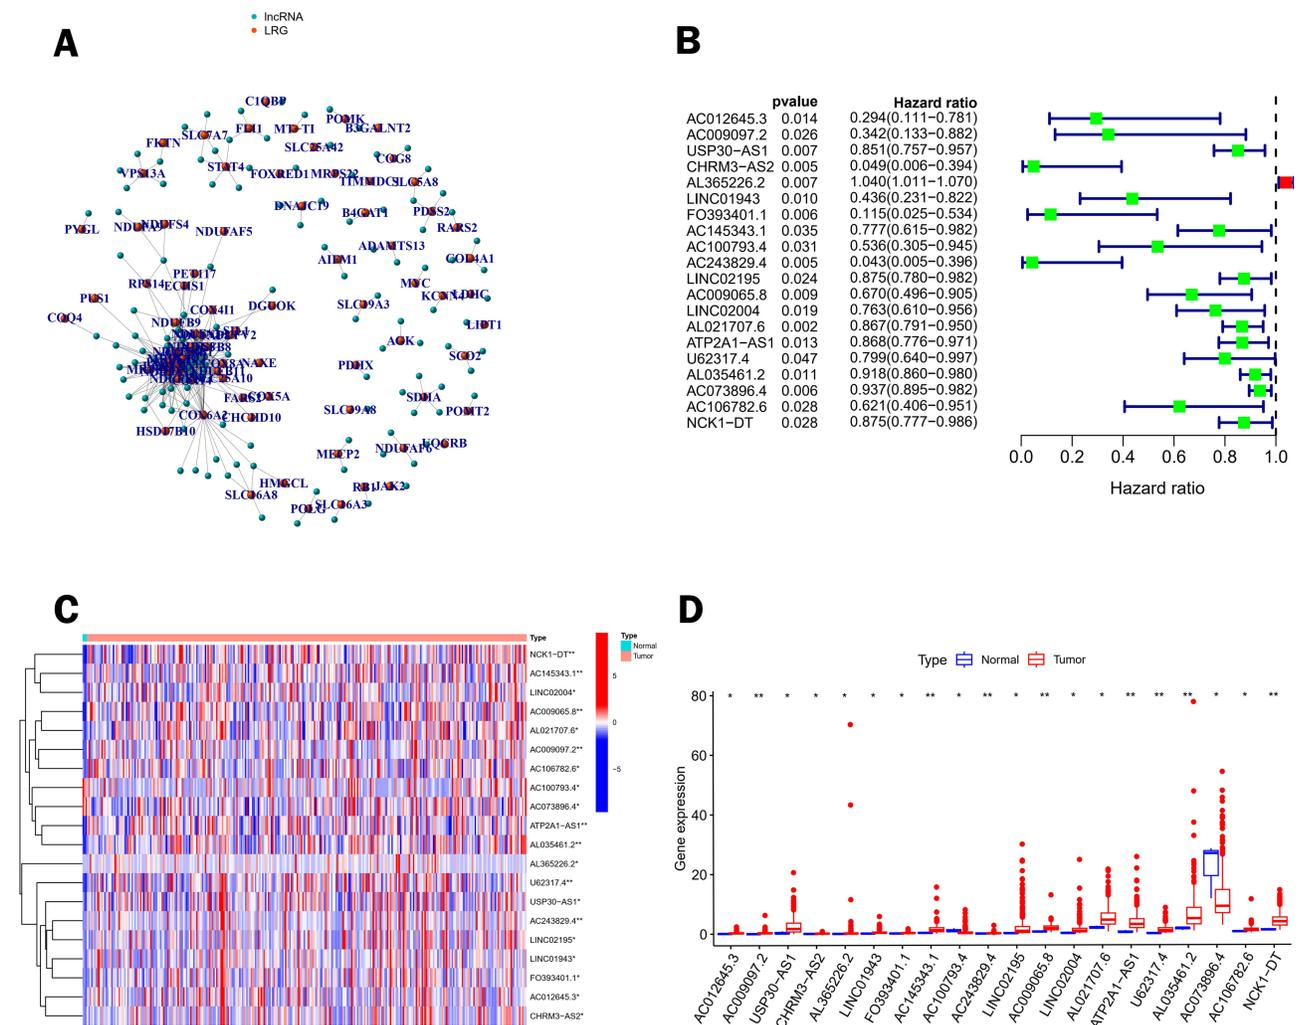 lncRNA
LRG
A
C1QBP
POMK
SLC7A7
FLI1
MT-TI
B3GALNT2
FKTN
SLC25A42
COG8
STAT4
VPS13A
FOXRED1
MRPS22
TIMMDC1
SLC5A8
DNAJC19
B4GALT1
PDSS2
PYGL
NDUFS4
NDUFAF5
RARS2
ADAMTS13
AIFM1
COL4A1
PET117
RPS14
ECHS1
MYC
PUS1
KCNN4
LDHC
COX4I1
DGUOK
SLC39A3
COQ4
NDUFB9
LIPT1
AGK
SCO2
NAXE
PDHX
FARS2
COX5A
SDHA
SLC39A8
POMT2
COX6A2
CHCHD10
HSD17B10
UQCRB
MECP2
NDUFAF6
HMGCL
RB1
JAK2
SLC16A8
POLG
SLC16A3
B
pvalue Hazard ratio
AC012645.3 0.014 0.294(0.111−0.781)
AC009097.2 0.026 0.342(0.133−0.882)
USP30−AS1 0.007 0.851(0.757−0.957)
CHRM3−AS2 0.005 0.049(0.006−0.394)
AL365226.2 0.007 1.040(1.011−1.070)
LINC01943 0.010 0.436(0.231−0.822)
FO393401.1 0.006 0.115(0.025−0.534)
AC145343.1 0.035 0.777(0.615−0.982)
AC100793.4 0.031 0.536(0.305−0.945)
AC243829.4 0.005 0.043(0.005−0.396)
LINC02195 0.024 0.875(0.780−0.982)
AC009065.8 0.009 0.670(0.496−0.905)
LINC02004 0.019 0.763(0.610−0.956)
AL021707.6 0.002 0.867(0.791−0.950)
ATP2A1−AS1 0.013 0.868(0.776−0.971)
U62317.4 0.047 0.799(0.640−0.997)
AL035461.2 0.011 0.918(0.860−0.980)
AC073896.4 0.006 0.937(0.895−0.982)
AC106782.6 0.028 0.621(0.406−0.951)
NCK1−DT 0.028 0.875(0.777−0.986)
0.0 0.2 0.4 0.6 0.8 1.0
Hazard ratio
C
Type
NCK1−DT**
AC145343.1**
LINC02004*
AC009065.8**
AL021707.6*
AC009097.2**
AC106782.6*
AC100793.4*
AC073896.4*
ATP2A1−AS1**
AL035461.2**
AL365226.2*
U62317.4**
USP30−AS1*
AC243829.4**
LINC02195*
LINC01943*
FO393401.1*
AC012645.3*
CHRM3−AS2*
5
0
−5
Type
Normal
Tumor
D
Type Normal Tumor
* ** * * * * * ** * ** * ** * * ** ** ** * * **
80
60
40
20
0
Gene expression
AC012645.3
AC009097.2
USP30−AS1
CHRM3−AS2
AL365226.2
LINC01943
FO393401.1
AC145343.1
AC100793.4
AC243829.4
LINC02195
AC009065.8
LINC02004
AL021707.6
ATP2A1−AS1
U62317.4
AL035461.2
AC073896.4
AC106782.6
NCK1−DT